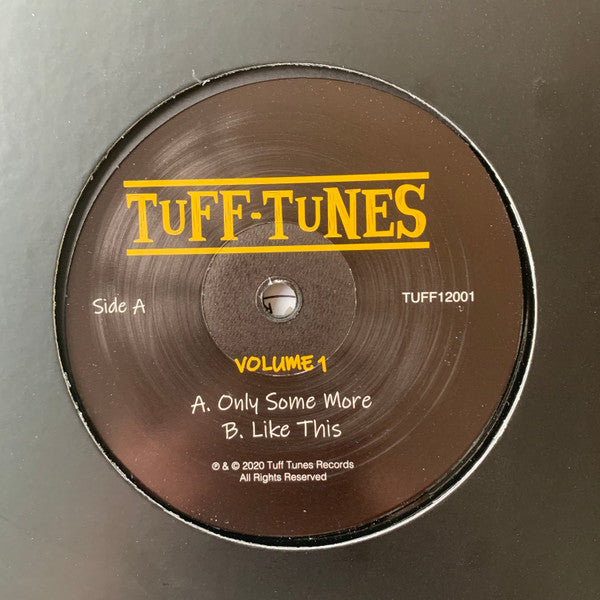 TUFF-TUNES
Side A
TUFF12001
VOLUME 1
A. Only Some More
B. Like This
℗ & © 2020 Tuff Tunes Records
All Rights Reserved